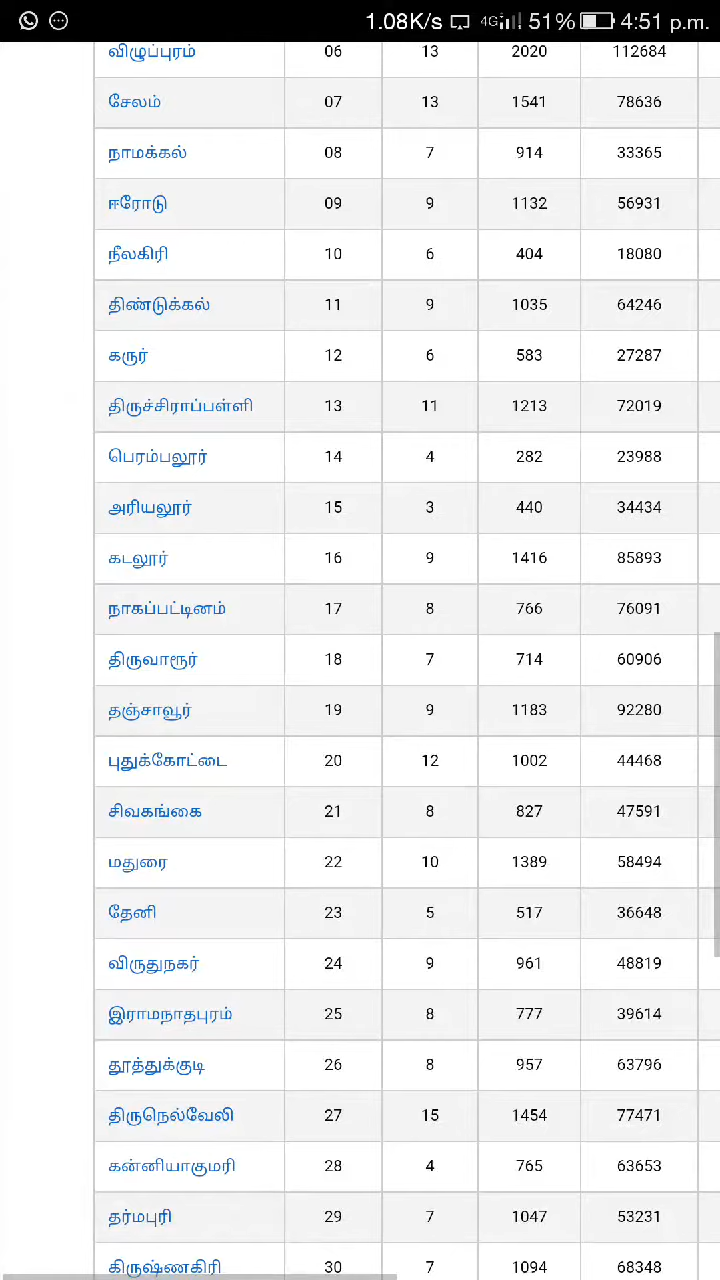 1.08K/s 4G 51% 4:51 p.m.
விழுப்புரம் 06 13 2020 112684
சேலம் 07 13 1541 78636
நாமக்கல் 08 7 914 33365
ஈரோடு 09 9 1132 56931
நீலகிரி 10 6 404 18080
திண்டுக்கல் 11 9 1035 64246
கரூர் 12 6 583 27287
திருச்சிராப்பள்ளி 13 11 1213 72019
பெரம்பலூர் 14 4 282 23988
அரியலூர் 15 3 440 34434
கடலூர் 16 9 1416 85893
நாகப்பட்டினம் 17 8 766 76091
திருவாரூர் 18 7 714 60906
தஞ்சாவூர் 19 9 1183 92280
புதுக்கோட்டை 20 12 1002 44468
சிவகங்கை 21 8 827 47591
மதுரை 22 10 1389 58494
தேனி 23 5 517 36648
விருதுநகர் 24 9 961 48819
இராமநாதபுரம் 25 8 777 39614
தூத்துக்குடி 26 8 957 63796
திருநெல்வேலி 27 15 1454 77471
கன்னியாகுமரி 28 4 765 63653
தர்மபுரி 29 7 1047 53231
கிருஷ்ணகிரி 30 7 1094 68348